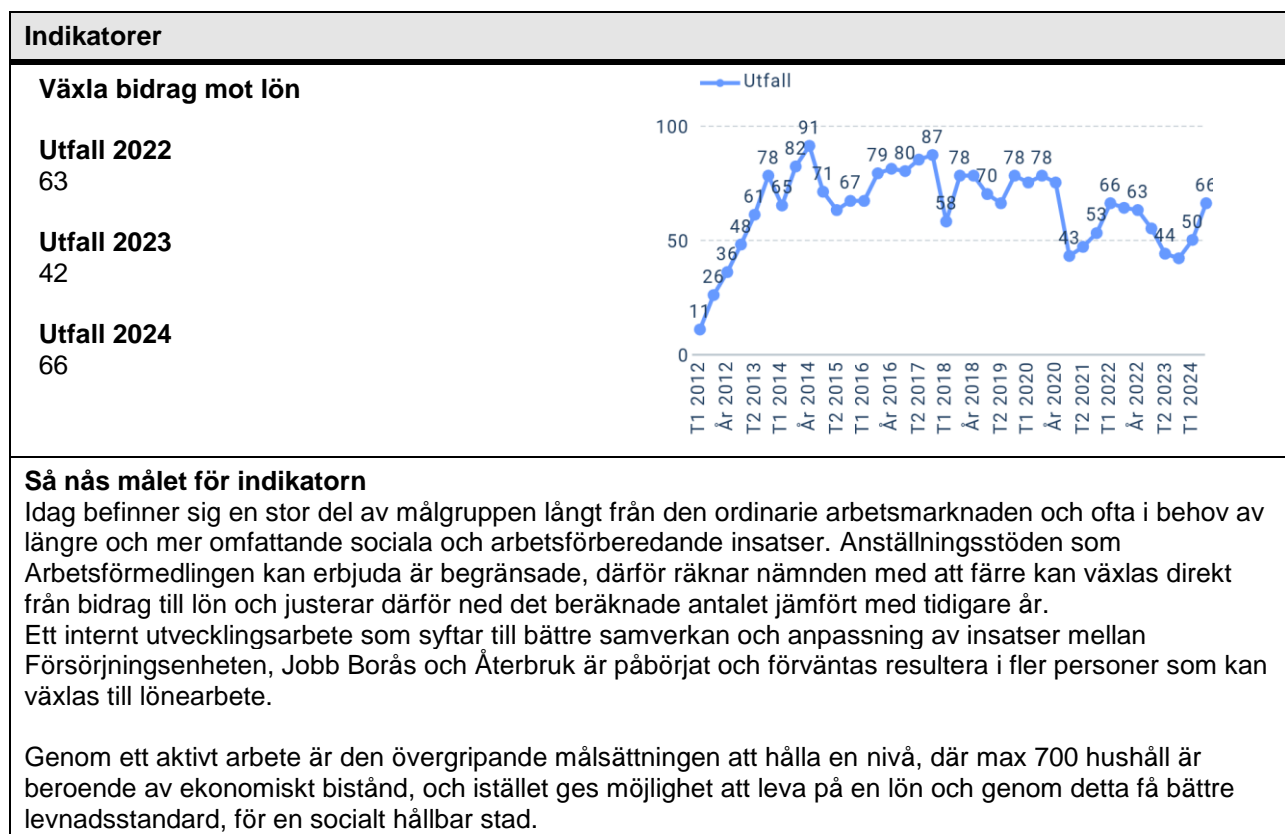 Indikatorer
Växla bidrag mot lön
Utfall 2022
63
Utfall 2023
42
Utfall 2024
66
Utfall
100
50
0
11
26
36
48
61
78
65
82
91
71
67
79
80
87
58
78
70
78
78
43
53
66
63
44
50
66
T1 2012
År 2012
T2 2013
T1 2014
År 2014
T2 2015
T1 2016
År 2016
T2 2017
T1 2018
År 2018
T2 2019
T1 2020
År 2020
T2 2021
T1 2022
År 2022
T2 2023
T1 2024
Så nås målet för indikatorn
Idag befinner sig en stor del av målgruppen långt från den ordinarie arbetsmarknaden och ofta i behov av
längre och mer omfattande sociala och arbetsförberedande insatser. Anställningsstöden som
Arbetsförmedlingen kan erbjuda är begränsade, därför räknar nämnden med att färre kan växlas direkt
från bidrag till lön och justerar därför ned det beräknade antalet jämfört med tidigare år.
Ett internt utvecklingsarbete som syftar till bättre samverkan och anpassning av insatser mellan
Försörjningsenheten, Jobb Borås och Återbruk är påbörjat och förväntas resultera i fler personer som kan
växlas till lönearbete.
Genom ett aktivt arbete är den övergripande målsättningen att hålla en nivå, där max 700 hushåll är
beroende av ekonomiskt bistånd, och istället ges möjlighet att leva på en lön och genom detta få bättre
levnadsstandard, för en socialt hållbar stad.